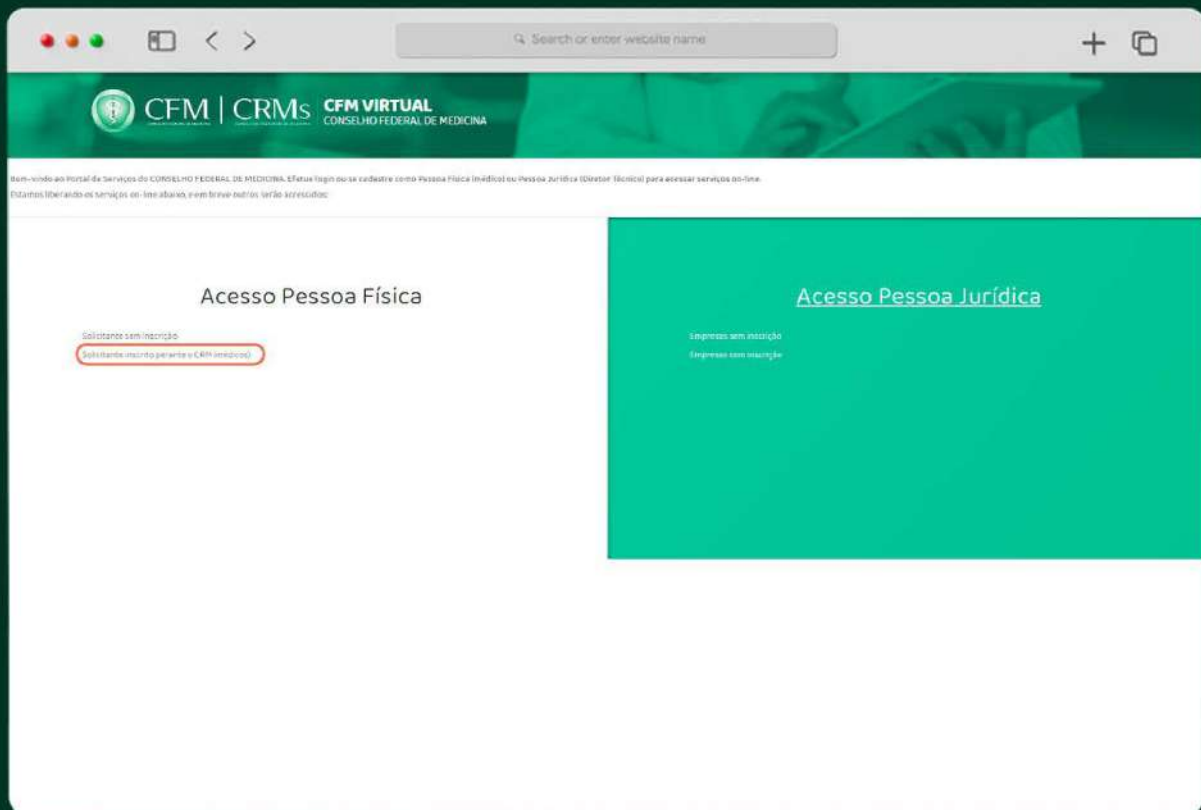 Search or enter website name
CFM | CRMs CFM VIRTUAL
CONSELHO FEDERAL DE MEDICINA
Bem-vindo ao Portal de Serviços do CONSELHO FEDERAL DE MEDICINA. Efetue login ou se cadastre como Pessoa Física (médico) ou Pessoa Jurídica (Diretor Técnico) para acessar serviços on-line.
Estamos liberando os serviços on-line abaixo, e em breve outros serão acrescidos:
Acesso Pessoa Física
Solicitante sem inscrição
Solicitante inscrito perante o CRM (médicos)
Acesso Pessoa Jurídica
Empresas sem inscrição
Empresas com inscrição